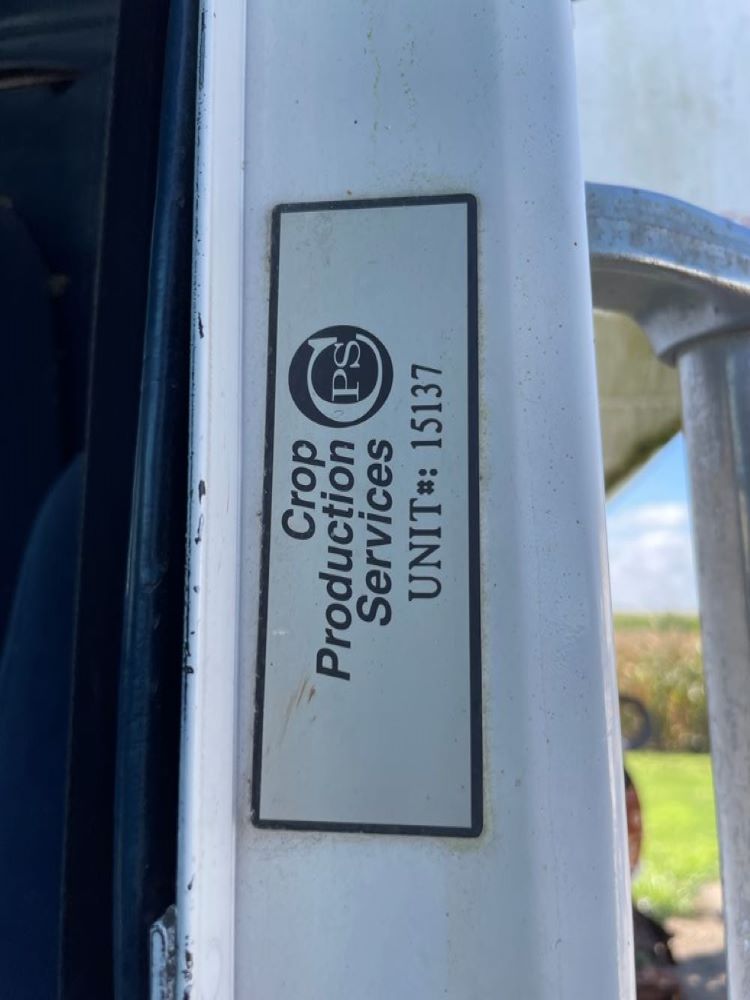 CPS
Crop
Production
Services
UNIT#: 15137